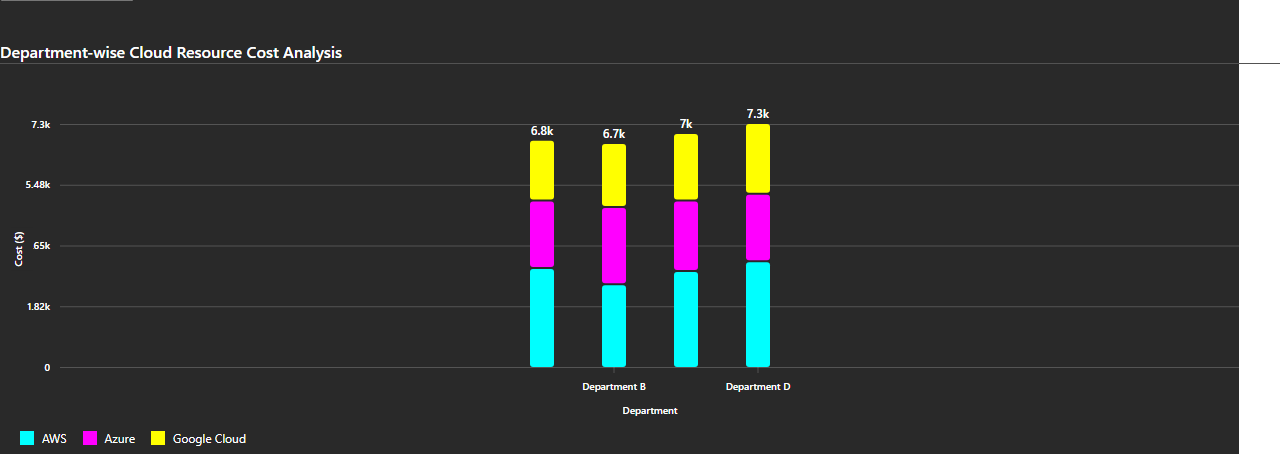 Department-wise Cloud Resource Cost Analysis
7.3k
5.48k
65k
1.82k
0
Cost ($)
6.8k
6.7k
7k
7.3k
Department B
Department D
Department
AWS
Azure
Google Cloud